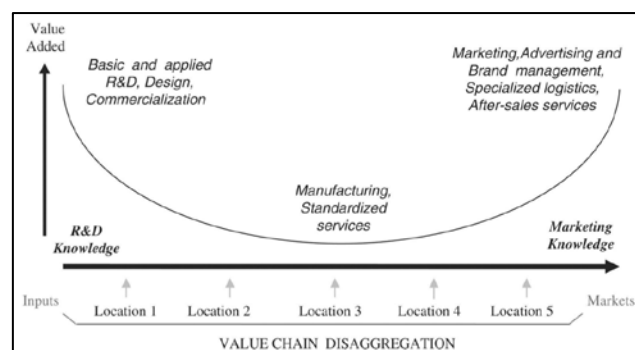 Value
Added
Basic and applied
R&D, Design,
Commercialization
Marketing,Advertising and
Brand management,
Specialized logistics,
After-sales services
Manufacturing,
Standardized
services
R&D
Knowledge
Marketing
Knowledge
Inputs
Location 1
Location 2
Location 3
Location 4
Location 5
Markets
VALUE CHAIN DISAGGREGATION